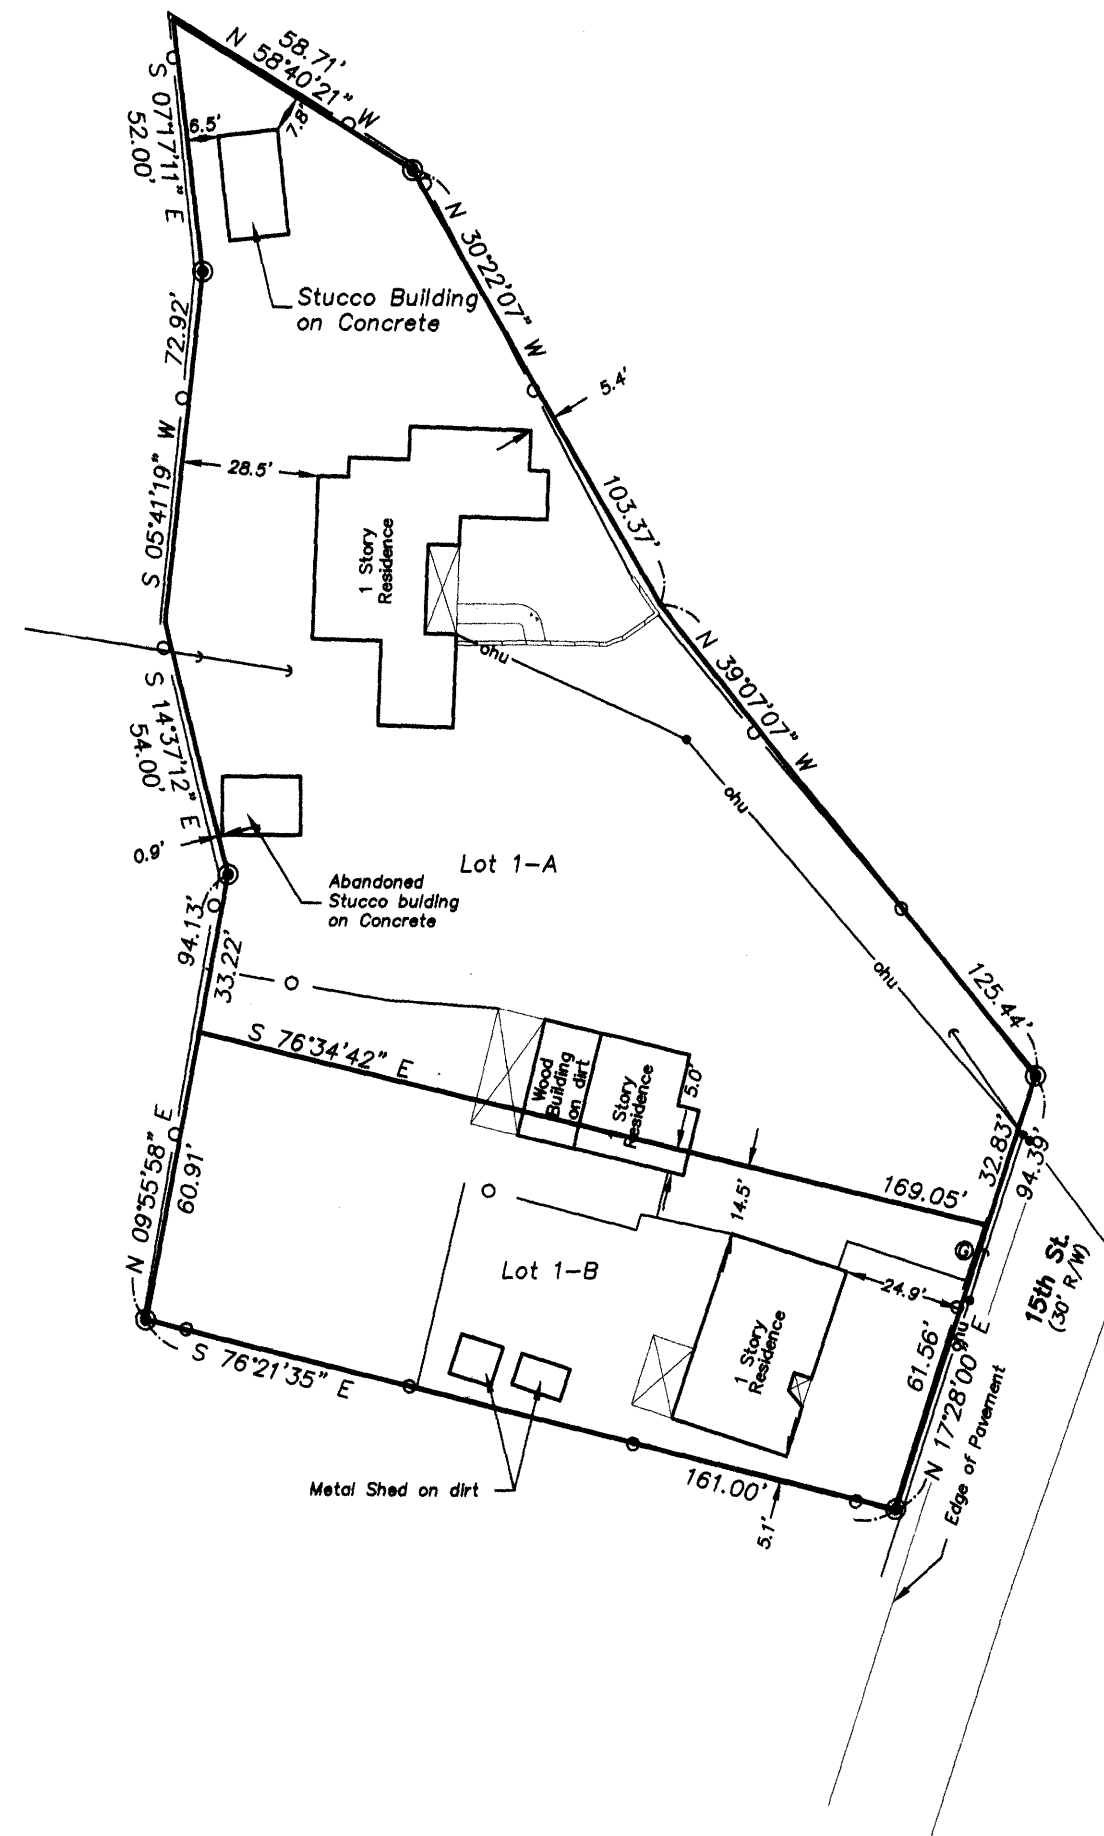 58.71'
N 58°40'21" W
S 07°17'11" E
52.00'
6.5'
7.8'
N 30°22'07" W
Stucco Building
on Concrete
72.92'
5.4'
S 05°41'19" W
28.5'
103.37'
1 Story
Residence
ohu
N 39°07'07" W
S 14°37'12" E
54.00'
ohu
0.9'
Lot 1-A
Abandoned
Stucco bulding
on Concrete
94.13'
33.22'
ohu
125.44'
S 76°34'42" E
Wood
Building
on dirt
1 Story
Residence
5.0'
32.83'
94.39'
N 09°55'58" E
60.91'
169.05'
14.5'
G
15th St.
(30' R/W)
Lot 1-B
24.9'
ohu
1 Story
Residence
61.56'
N 17°28'00" E
S 76°21'35" E
Edge of Pavement
Metal Shed on dirt
161.00'
5.1'